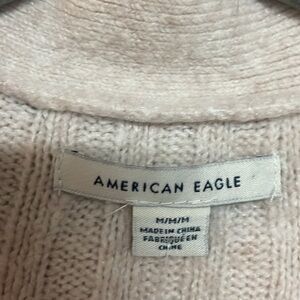 AMERICAN EAGLE
M/M/M
MADE IN CHINA
FABRIQUÉ EN
CHINE